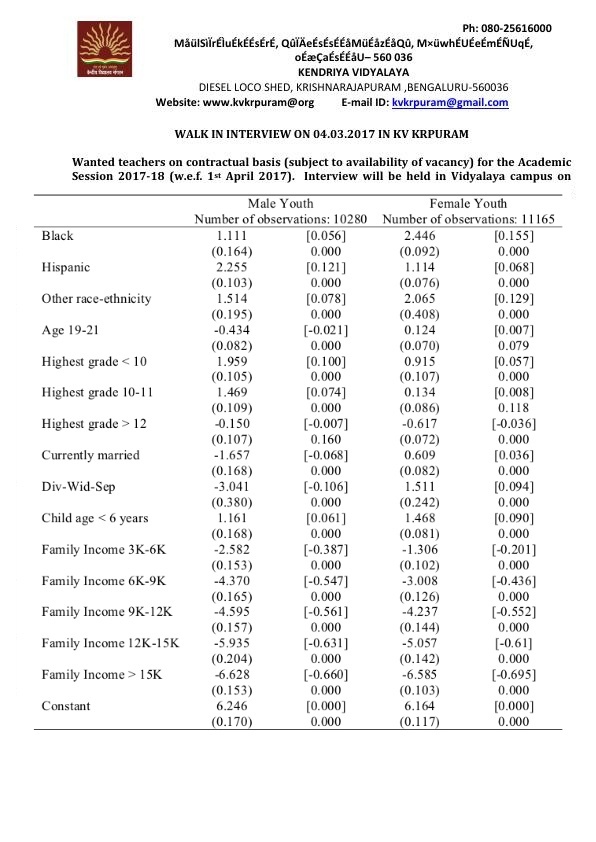 Ph: 080-25616000
MåülSìÏrÉÌuÉkÉÉsÉrÉ, QûÏÄeÉsÉsÉÉåMüÉåzÉåQû, M×üwhÉUÉeÉmÉÑUqÉ,
oÉæÇaÉsÉÉåU– 560 036
KENDRIYA VIDYALAYA
DIESEL LOCO SHED, KRISHNARAJAPURAM ,BENGALURU-560036
Website: www.kvkrpuram@org E-mail ID: kvkrpuram@gmail.com
WALK IN INTERVIEW ON 04.03.2017 IN KV KRPURAM
Wanted teachers on contractual basis (subject to availability of vacancy) for the Academic
Session 2017-18 (w.e.f. 1st April 2017). Interview will be held in Vidyalaya campus on
Male Youth Female Youth
Number of observations: 10280 Number of observations: 11165
Black 1.111 [0.056] 2.446 [0.155]
(0.164) 0.000 (0.092) 0.000
Hispanic 2.255 [0.121] 1.114 [0.068]
(0.103) 0.000 (0.076) 0.000
Other race-ethnicity 1.514 [0.078] 2.065 [0.129]
(0.195) 0.000 (0.408) 0.000
Age 19-21 -0.434 [-0.021] 0.124 [0.007]
(0.082) 0.000 (0.070) 0.079
Highest grade < 10 1.959 [0.100] 0.915 [0.057]
(0.105) 0.000 (0.107) 0.000
Highest grade 10-11 1.469 [0.074] 0.134 [0.008]
(0.109) 0.000 (0.086) 0.118
Highest grade > 12 -0.150 [-0.007] -0.617 [-0.036]
(0.107) 0.160 (0.072) 0.000
Currently married -1.657 [-0.068] 0.609 [0.036]
(0.168) 0.000 (0.082) 0.000
Div-Wid-Sep -3.041 [-0.106] 1.511 [0.094]
(0.380) 0.000 (0.242) 0.000
Child age < 6 years 1.161 [0.061] 1.468 [0.090]
(0.168) 0.000 (0.081) 0.000
Family Income 3K-6K -2.582 [-0.387] -1.306 [-0.201]
(0.153) 0.000 (0.102) 0.000
Family Income 6K-9K -4.370 [-0.547] -3.008 [-0.436]
(0.165) 0.000 (0.126) 0.000
Family Income 9K-12K -4.595 [-0.561] -4.237 [-0.552]
(0.157) 0.000 (0.144) 0.000
Family Income 12K-15K -5.935 [-0.631] -5.057 [-0.61]
(0.204) 0.000 (0.142) 0.000
Family Income > 15K -6.628 [-0.660] -6.585 [-0.695]
(0.153) 0.000 (0.103) 0.000
Constant 6.246 [0.000] 6.164 [0.000]
(0.170) 0.000 (0.117) 0.000